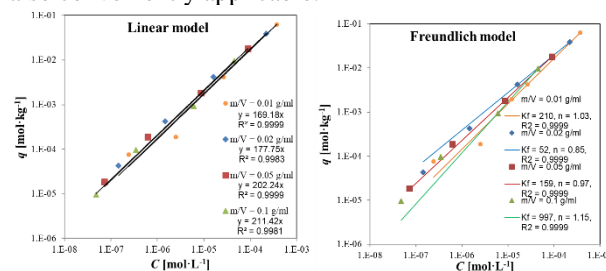 Linear model
1.E-01
1.E-02
1.E-03
1.E-04
1.E-05
1.E-06
q [mol·kg⁻¹]
m/V = 0.01 g/ml
y = 169.18x
R² = 0.9999
m/V = 0.02 g/ml
y = 177.75x
R² = 0.9983
m/V = 0.05 g/ml
y = 202.24x
R² = 0.9999
m/V = 0.1 g/ml
y = 211.42x
R² = 0.9981
1.E-08 1.E-07 1.E-06 1.E-05 1.E-04 1.E-03
C [mol·L⁻¹]
Freundlich model
1.E-01
1.E-02
1.E-03
1.E-04
1.E-05
1.E-06
q [mol·kg⁻¹]
m/V = 0.01 g/ml
Kf = 210, n = 1.03,
R2 = 0.9999
m/V = 0.02 g/ml
Kf = 52, n = 0.85,
R2 = 0.9999
m/V = 0.05 g/ml
Kf = 159, n = 0.97,
R2 = 0.9999
m/V = 0.1 g/ml
Kf = 997, n = 1.15,
R2 = 0.9999
1.E-08 1.E-07 1.E-06 1.E-05 1.E-04 1.E-03
C [mol·L⁻¹]